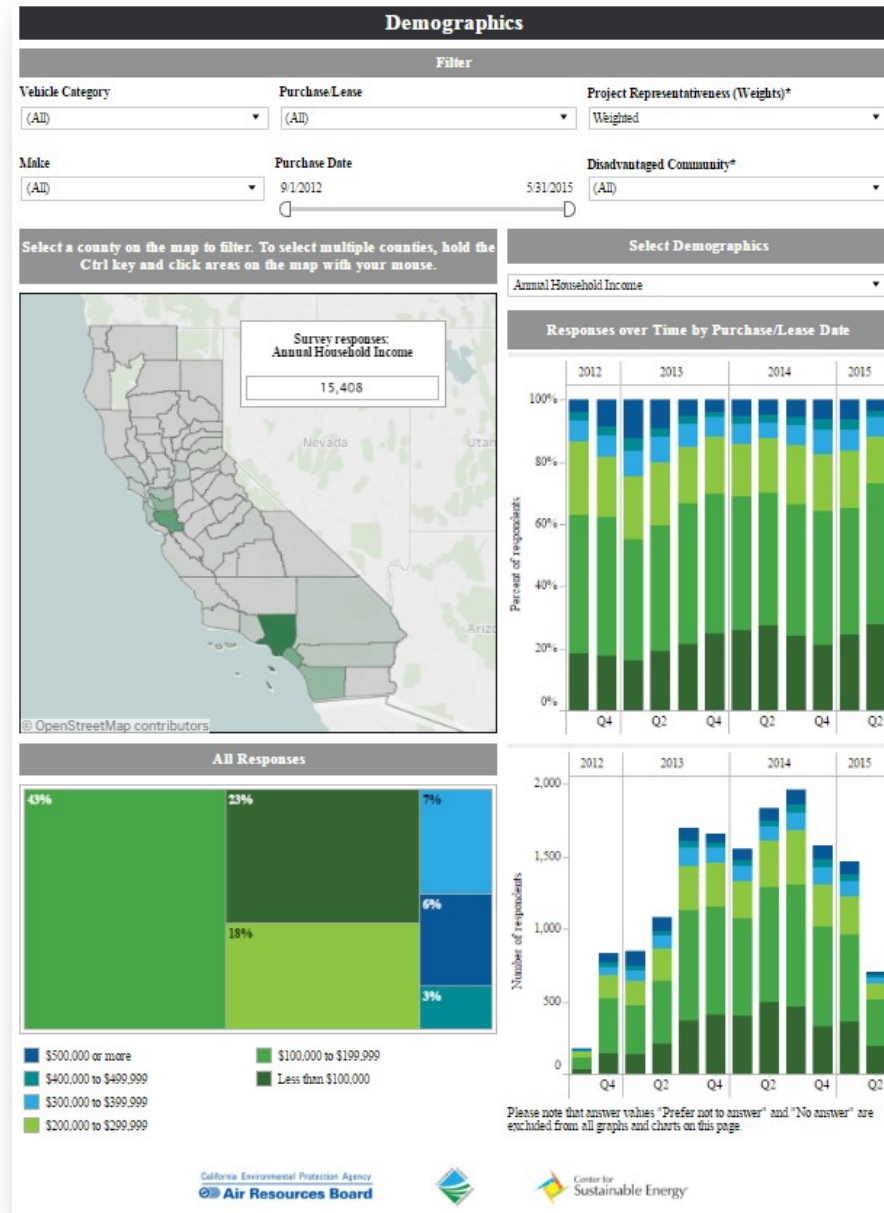 Demographics
Filter
Vehicle Category
Purchase/Lease
Project Representativeness (Weights)*
(All)
(All)
Weighted
Make
Purchase Date
Disadvantaged Community*
(All)
9/1/2012
5/31/2015
(All)
Select a county on the map to filter. To select multiple counties, hold the
Ctrl key and click areas on the map with your mouse.
Select Demographics
Annual Household Income
Survey responses:
Annual Household Income
15,408
Nevada
Utah
Arizo
© OpenStreetMap contributors
Responses over Time by Purchase/Lease Date
2012
2013
2014
2015
100%
80%
60%
40%
20%
0%
Percent of respondents
Q4
Q2
Q4
Q2
Q4
Q2
All Responses
43%
23%
18%
7%
6%
3%
$500,000 or more
$400,000 to $499,999
$300,000 to $399,999
$200,000 to $299,999
$100,000 to $199,999
Less than $100,000
2012
2013
2014
2015
2,000
1,500
1,000
500
0
Number of respondents
Q4
Q2
Q4
Q2
Q4
Q2
Please note that answer values "Prefer not to answer" and "No answer" are
excluded from all graphs and charts on this page.
California Environmental Protection Agency
Air Resources Board
Center for
Sustainable Energy